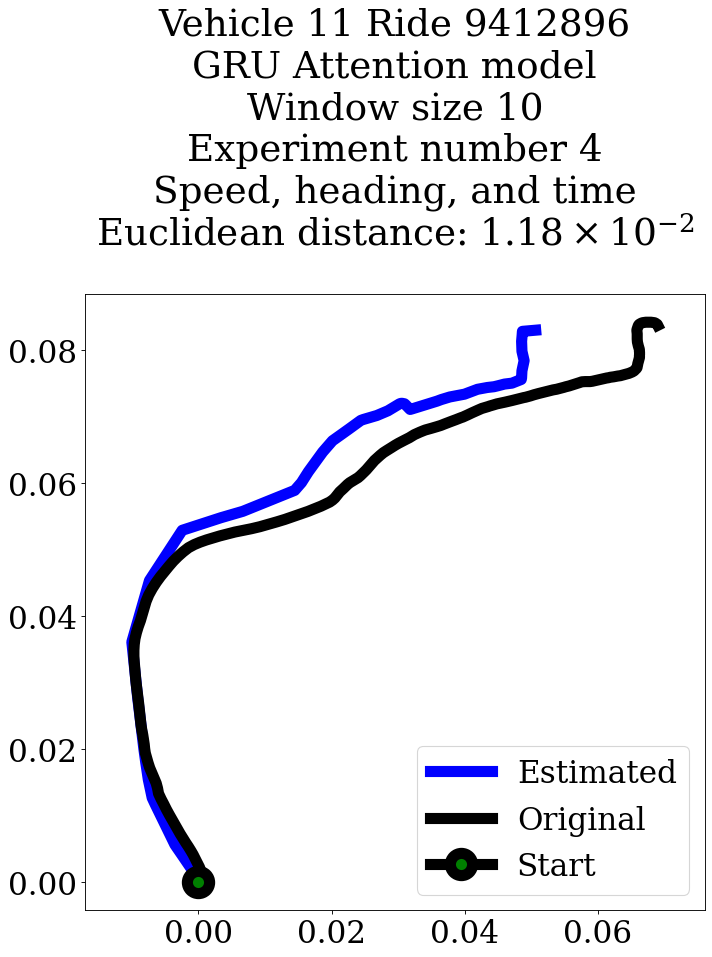 Vehicle 11 Ride 9412896
GRU Attention model
Window size 10
Experiment number 4
Speed, heading, and time
Euclidean distance: 1.18 × 10⁻²
0.08
0.06
0.04
0.02
0.00
Estimated
Original
Start
0.00 0.02 0.04 0.06